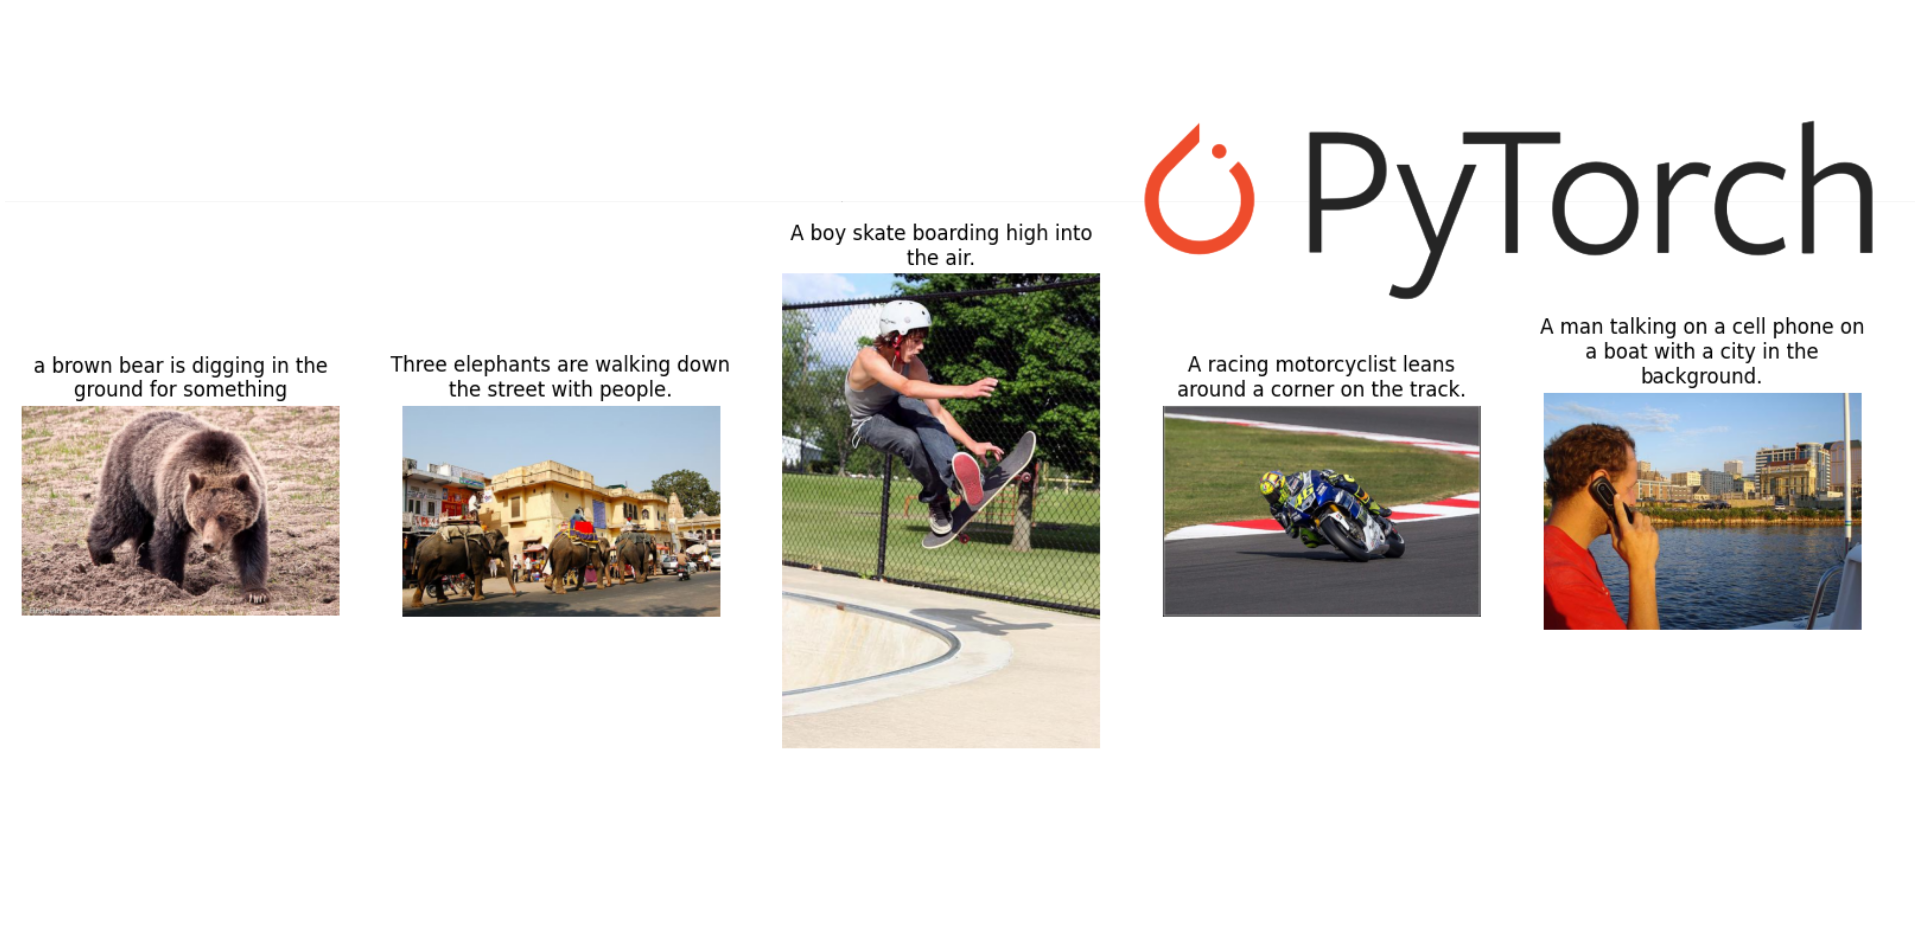 PyTorch
a brown bear is digging in the
ground for something
Three elephants are walking down
the street with people.
A boy skate boarding high into
the air.
A racing motorcyclist leans
around a corner on the track.
A man talking on a cell phone on
a boat with a city in the
background.